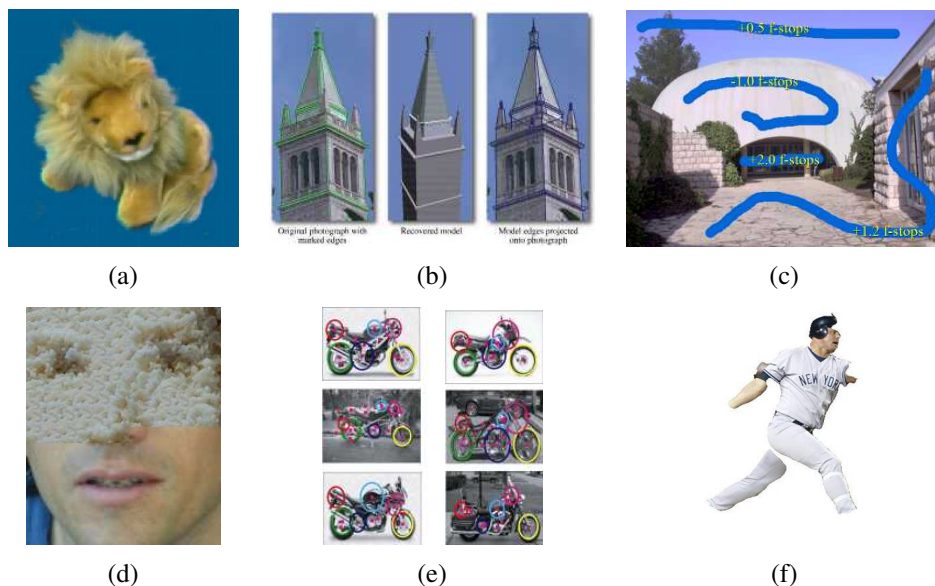 +0.5 f-stops
-1.0 f-stops
+2.0 f-stops
+1.2 f-stops
Original photograph with
marked edges
Recovered model
Model edges projected
onto photograph
(a)
(b)
(c)
NEW YORK
(d)
(e)
(f)